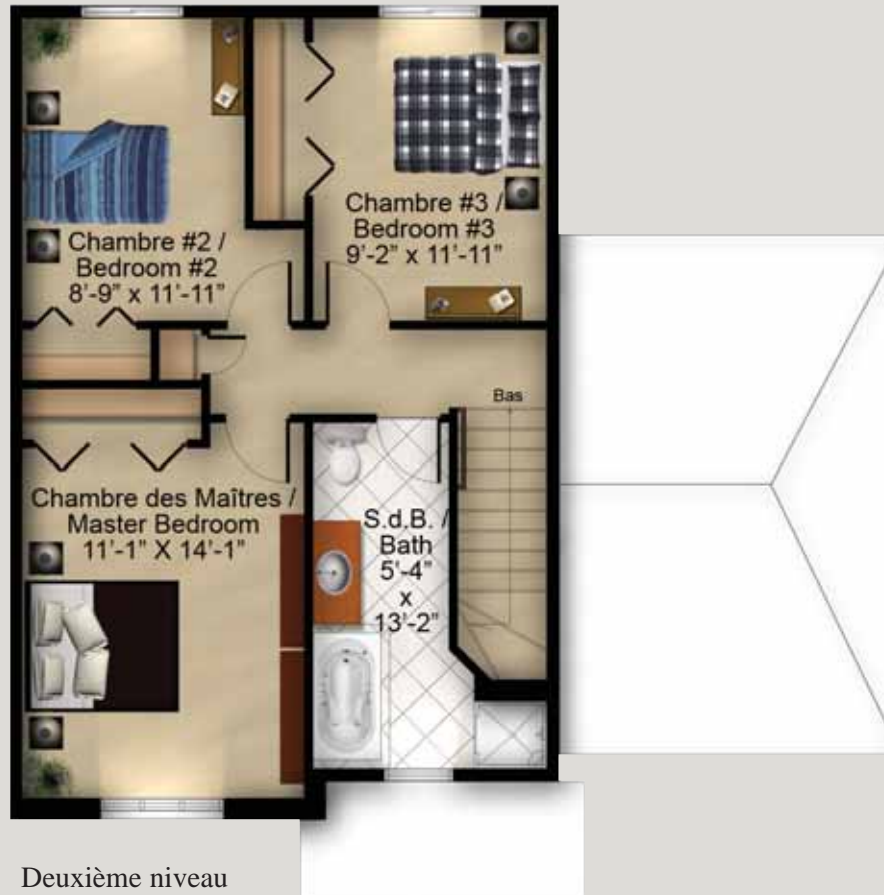 Chambre #2 /
Bedroom #2
8'-9" x 11'-11"
Chambre #3 /
Bedroom #3
9'-2" x 11'-11"
Bas
Chambre des Maîtres /
Master Bedroom
11'-1" X 14'-1"
S.d.B. /
Bath
5'-4"
x
13'-2"
Deuxième niveau